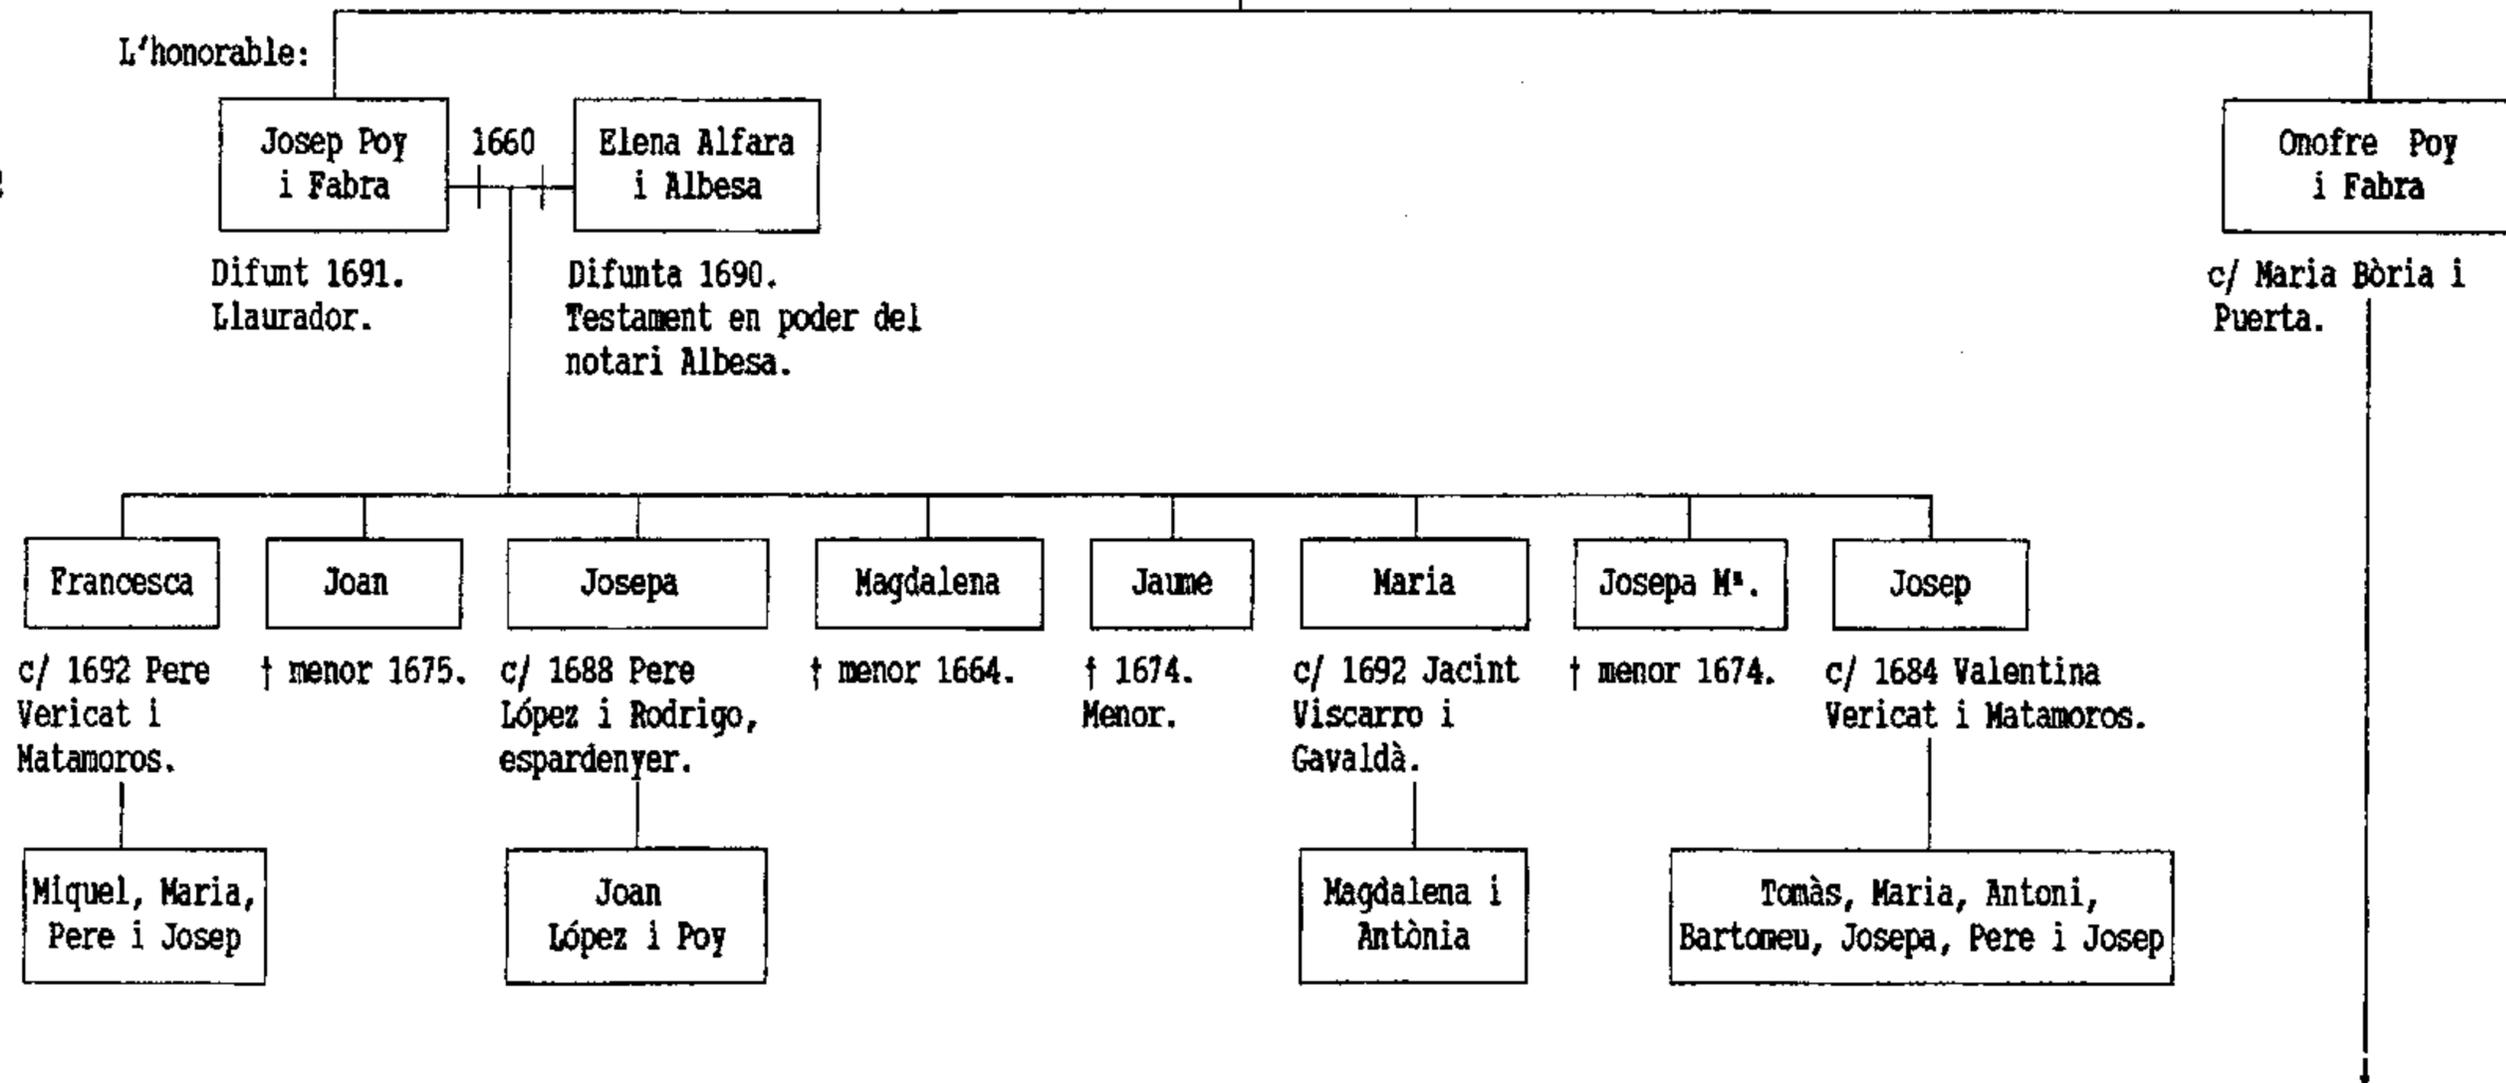 L'honorable:
Josep Poy
i Fabra
1660
Elena Alfara
i Albesa
Onofre Poy
i Fabra
Difunt 1691.
Llaurador.
Difunta 1690.
Testament en poder del
notari Albesa.
c/ Maria Bòria i
Puerta.
Francesca
Joan
Josepa
Magdalena
Jaume
Maria
Josepa Mª.
Josep
c/ 1692 Pere
Vericat i
Matamoros.
† menor 1675.
c/ 1688 Pere
López i Rodrigo,
espardenyer.
† menor 1664.
† 1674.
Menor.
c/ 1692 Jacint
Viscarro i
Gavaldà.
† menor 1674.
c/ 1684 Valentina
Vericat i Matamoros.
Miquel, Maria,
Pere i Josep
Joan
López i Poy
Magdalena i
Antònia
Tomàs, Maria, Antoni,
Bartomeu, Josepa, Pere i Josep